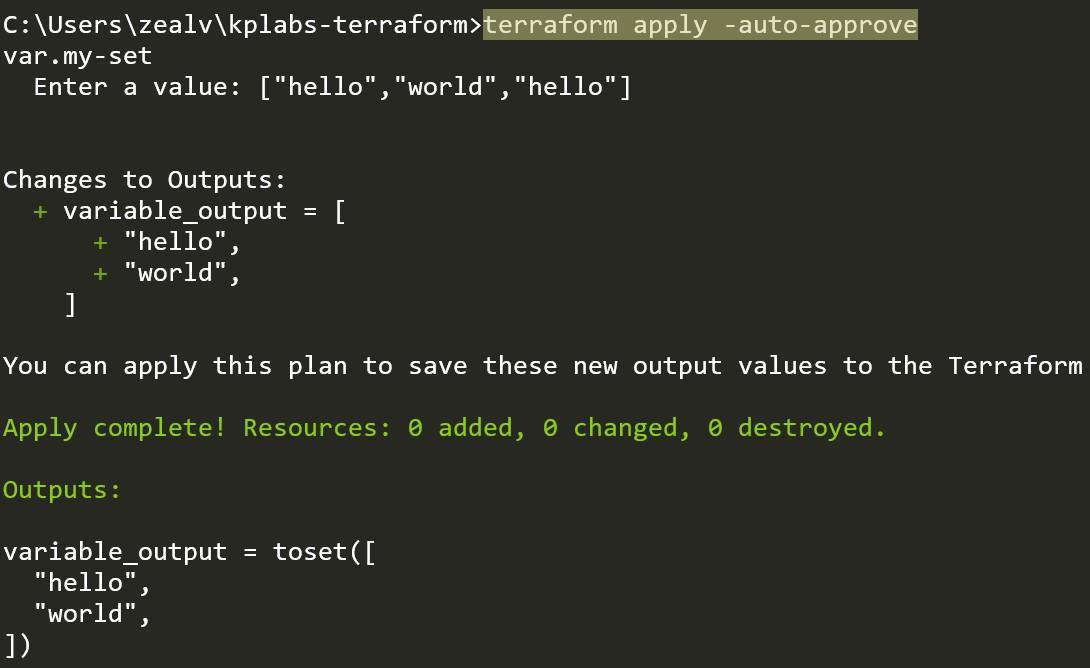 C:\Users\zealv\kplabs-terraform>terraform apply -auto-approve
var.my-set
  Enter a value: ["hello","world","hello"]
Changes to Outputs:
  + variable_output = [
      + "hello",
      + "world",
    ]
You can apply this plan to save these new output values to the Terraform
Apply complete! Resources: 0 added, 0 changed, 0 destroyed.
Outputs:
variable_output = toset([
  "hello",
  "world",
])